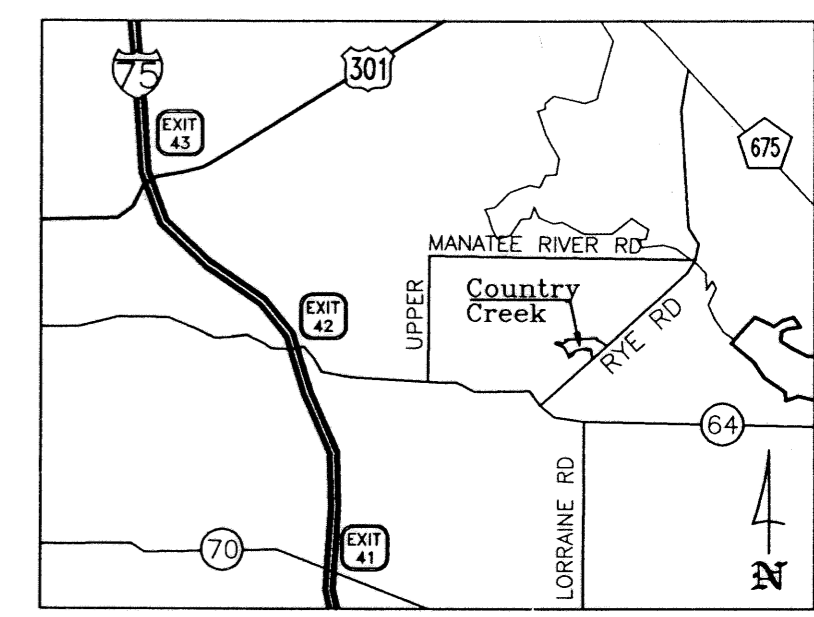 75
301
EXIT
43
675
MANATEE RIVER RD
UPPER
Country
Creek
EXIT
42
RYE RD
64
LORRAINE RD
EXIT
41
70
N